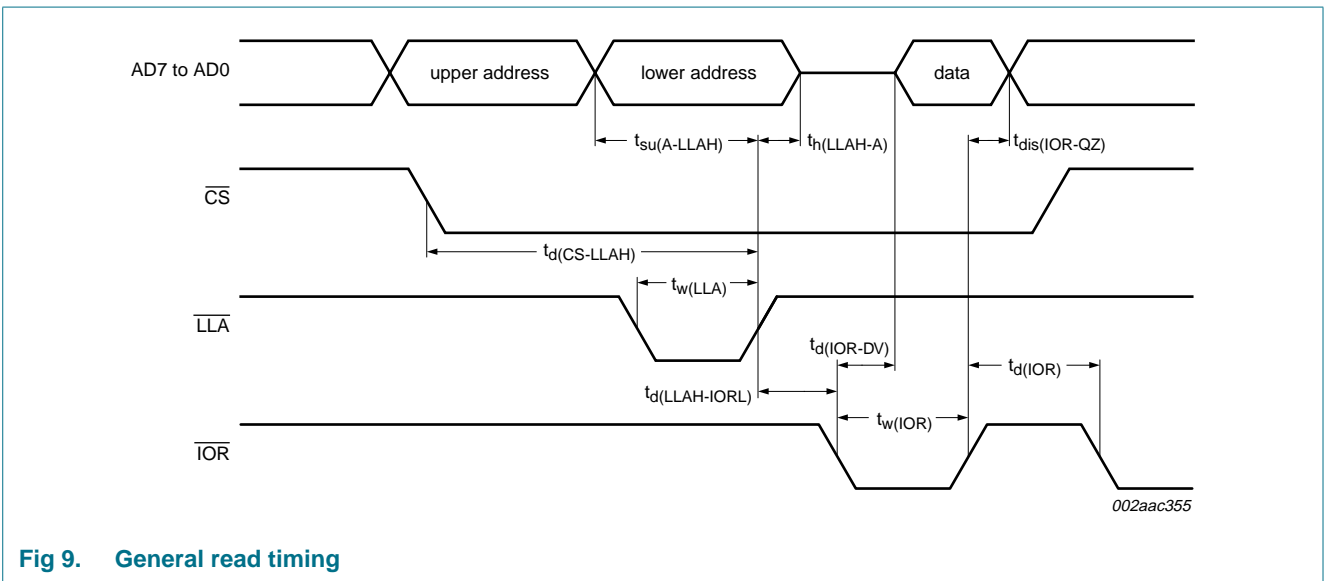 AD7 to AD0
upper address
lower address
data
tsu(A-LLAH)
th(LLAH-A)
tdis(IOR-QZ)
CS
td(CS-LLAH)
tw(LLA)
LLA
td(IOR-DV)
td(IOR)
td(LLAH-IORL)
tw(IOR)
IOR
002aac355
Fig 9. General read timing